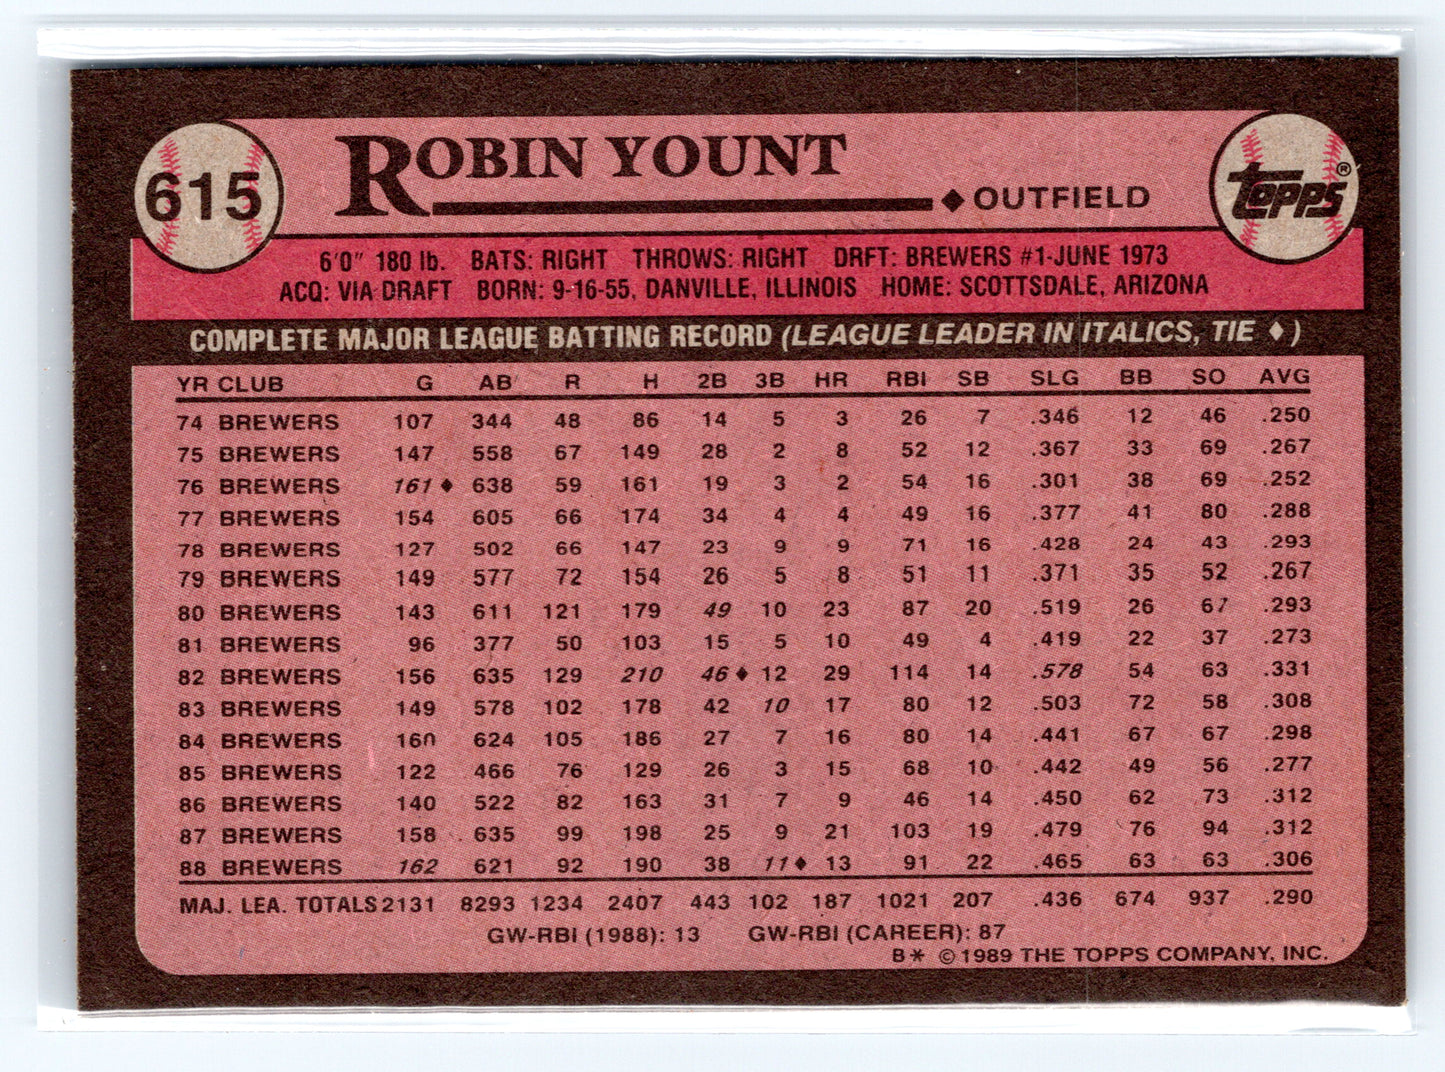 615
ROBIN YOUNT
♦ OUTFIELD
topps®
6'0" 180 lb. BATS: RIGHT THROWS: RIGHT DRFT: BREWERS #1-JUNE 1973
ACQ: VIA DRAFT BORN: 9-16-55, DANVILLE, ILLINOIS HOME: SCOTTSDALE, ARIZONA
COMPLETE MAJOR LEAGUE BATTING RECORD (LEAGUE LEADER IN ITALICS, TIE ♦)
YR CLUB G AB R H 2B 3B HR RBI SB SLG BB SO AVG
74 BREWERS 107 344 48 86 14 5 3 26 7 .346 12 46 .250
75 BREWERS 147 558 67 149 28 2 8 52 12 .367 33 69 .267
76 BREWERS 161♦ 638 59 161 19 3 2 54 16 .301 38 69 .252
77 BREWERS 154 605 66 174 34 4 4 49 16 .377 41 80 .288
78 BREWERS 127 502 66 147 23 9 9 71 16 .428 24 43 .293
79 BREWERS 149 577 72 154 26 5 8 51 11 .371 35 52 .267
80 BREWERS 143 611 121 179 49 10 23 87 20 .519 26 67 .293
81 BREWERS 96 377 50 103 15 5 10 49 4 .419 22 37 .273
82 BREWERS 156 635 129 210 46♦ 12 29 114 14 .578 54 63 .331
83 BREWERS 149 578 102 178 42 10 17 80 12 .503 72 58 .308
84 BREWERS 160 624 105 186 27 7 16 80 14 .441 67 67 .298
85 BREWERS 122 466 76 129 26 3 15 68 10 .442 49 56 .277
86 BREWERS 140 522 82 163 31 7 9 46 14 .450 62 73 .312
87 BREWERS 158 635 99 198 25 9 21 103 19 .479 76 94 .312
88 BREWERS 162 621 92 190 38 11♦ 13 91 22 .465 63 63 .306
MAJ. LEA. TOTALS 2131 8293 1234 2407 443 102 187 1021 207 .436 674 937 .290
GW-RBI (1988): 13 GW-RBI (CAREER): 87
B* ©1989 THE TOPPS COMPANY, INC.